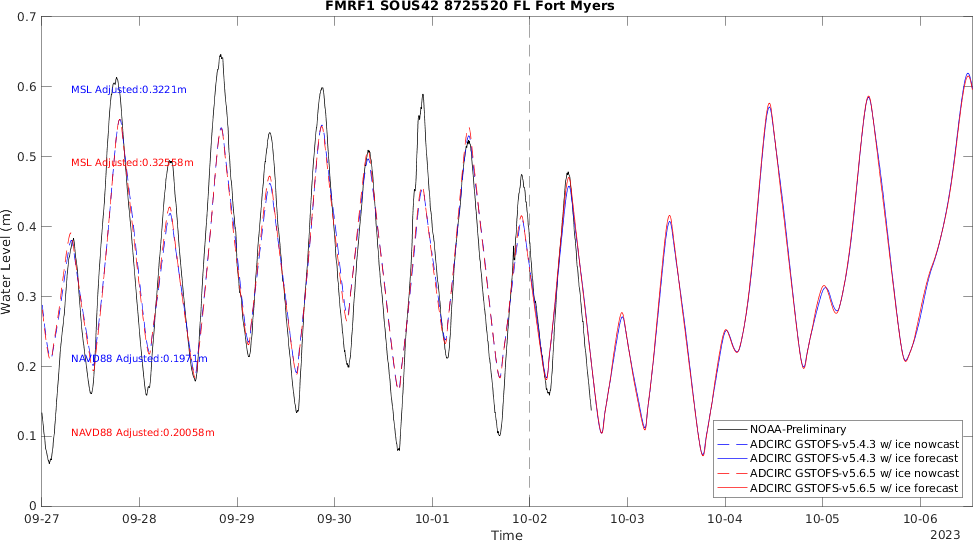 FMRF1 SOUS42 8725520 FL Fort Myers
0.7
0.6
0.5
0.4
0.3
0.2
0.1
0
Water Level (m)
MSL Adjusted:0.3221m
MSL Adjusted:0.32558m
NAVD88 Adjusted:0.1971m
NAVD88 Adjusted:0.20058m
NOAA-Preliminary
ADCIRC GSTOFS-v5.4.3 w/ ice nowcast
ADCIRC GSTOFS-v5.4.3 w/ ice forecast
ADCIRC GSTOFS-v5.6.5 w/ ice nowcast
ADCIRC GSTOFS-v5.6.5 w/ ice forecast
09-27 09-28 09-29 09-30 10-01 10-02 10-03 10-04 10-05 10-06
Time
2023